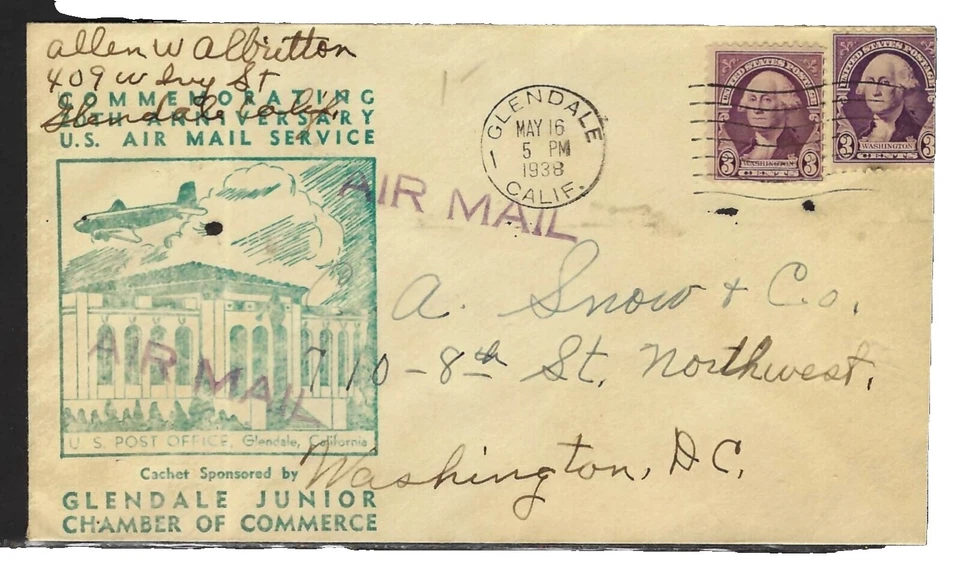 allen W Albritton
409 W Ivy St
Glendale Calif.
COMMEMORATING
ANNIVERSARY
U.S. AIR MAIL SERVICE
GLENDALE
MAY 16
5 PM
1938
CALIF.
1
UNITED STATES POSTAGE
WASHINGTON
3 CENTS 3
UNITED STATES POSTAGE
WASHINGTON
3 CENTS 3
AIR MAIL
A. Snow & Co.
710-8th St. Northwest.
Washington, D.C.
AIR MAIL
U.S. POST OFFICE, Glendale, California
Cachet Sponsored by
GLENDALE JUNIOR
CHAMBER OF COMMERCE